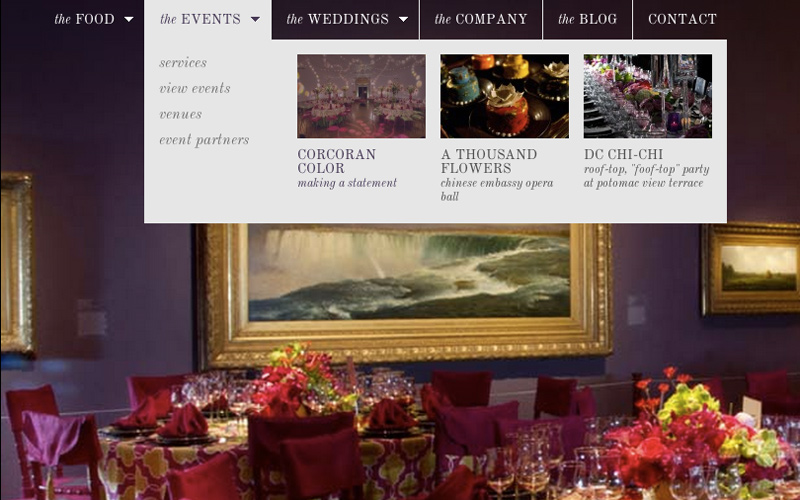 the FOOD
the EVENTS
the WEDDINGS
the COMPANY
the BLOG
CONTACT
services
view events
venues
event partners
CORCORAN
COLOR
making a statement
A THOUSAND
FLOWERS
chinese embassy opera
ball
DC CHI-CHI
roof-top, "foof-top" party
at potomac view terrace